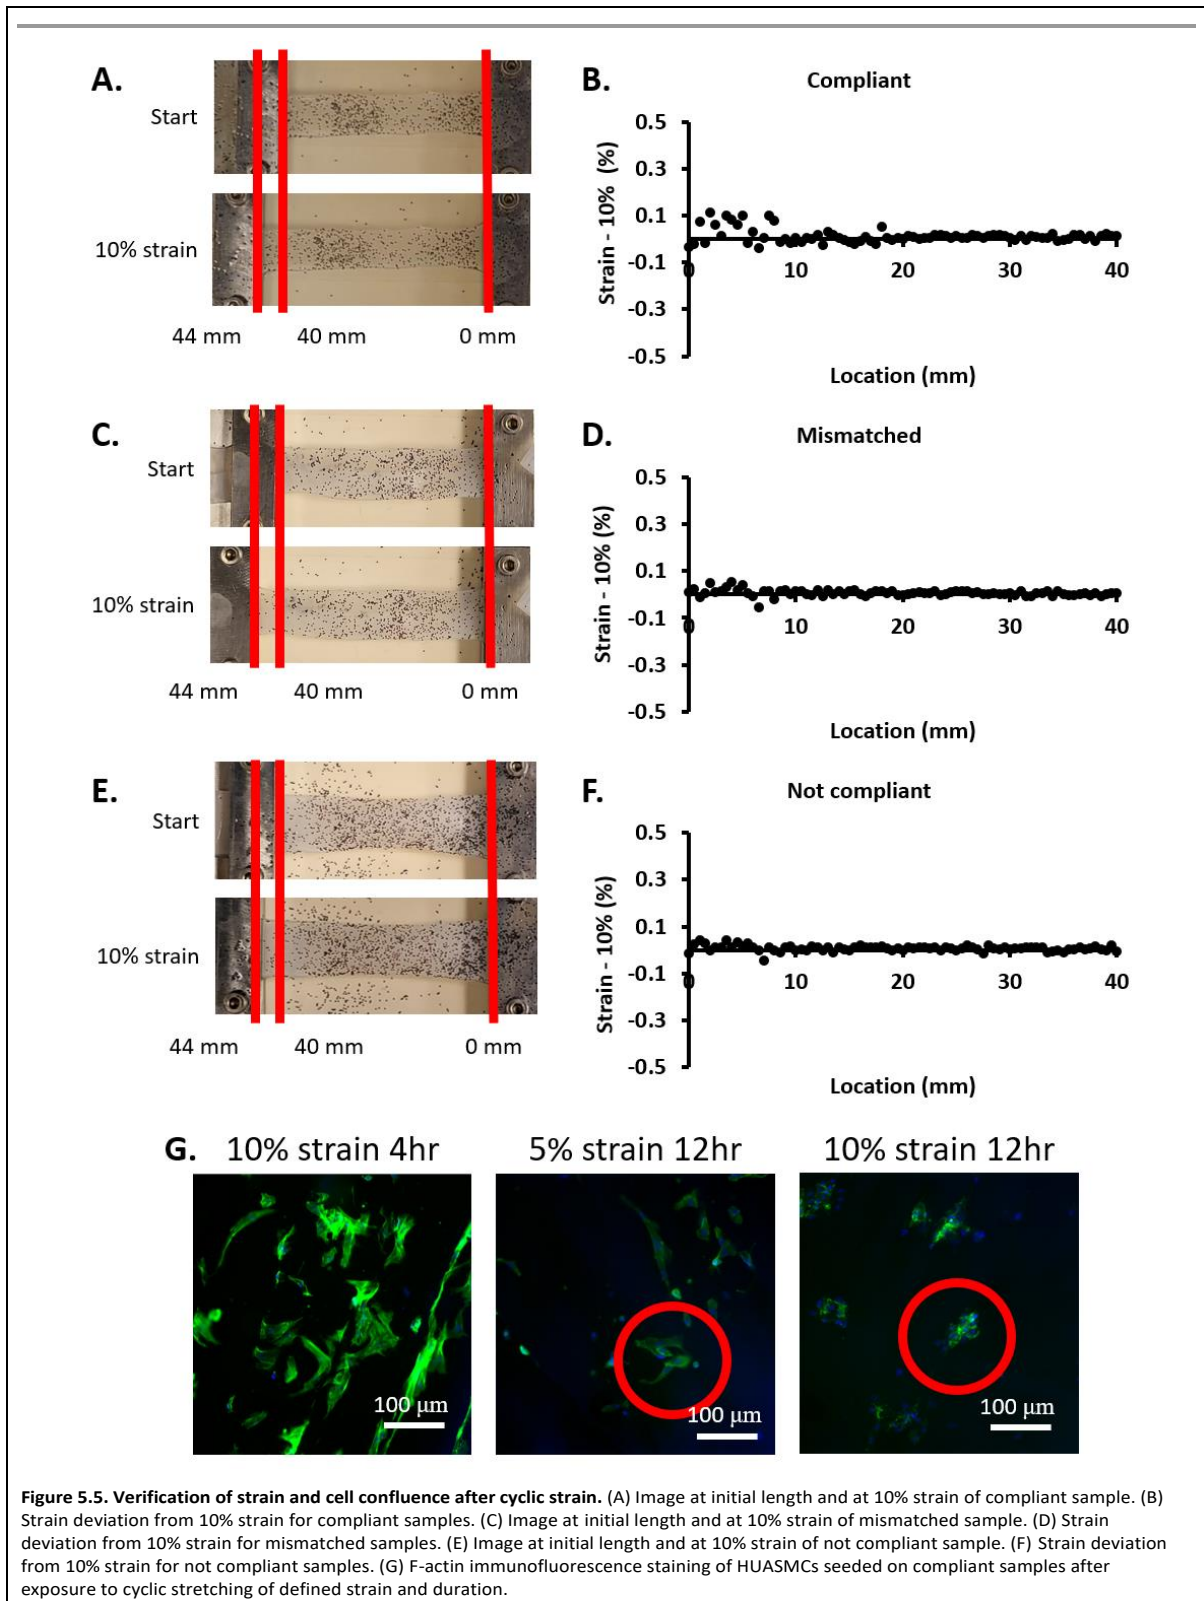 A.
Start
10% strain
44 mm 40 mm 0 mm
B.
Compliant
Strain - 10% (%)
0.5
0.3
0.1
-0.1
-0.3
-0.5
0 10 20 30 40
Location (mm)
C.
Start
10% strain
44 mm 40 mm 0 mm
D.
Mismatched
Strain - 10% (%)
0.5
0.3
0.1
-0.1
-0.3
-0.5
0 10 20 30 40
Location (mm)
E.
Start
10% strain
44 mm 40 mm 0 mm
F.
Not compliant
Strain - 10% (%)
0.5
0.3
0.1
-0.1
-0.3
-0.5
0 10 20 30 40
Location (mm)
G. 10% strain 4hr 5% strain 12hr 10% strain 12hr
100 μm 100 μm 100 μm
Figure 5.5. Verification of strain and cell confluence after cyclic strain. (A) Image at initial length and at 10% strain of compliant sample. (B)
Strain deviation from 10% strain for compliant samples. (C) Image at initial length and at 10% strain of mismatched sample. (D) Strain
deviation from 10% strain for mismatched samples. (E) Image at initial length and at 10% strain of not compliant sample. (F) Strain deviation
from 10% strain for not compliant samples. (G) F-actin immunofluorescence staining of HUASMCs seeded on compliant samples after
exposure to cyclic stretching of defined strain and duration.